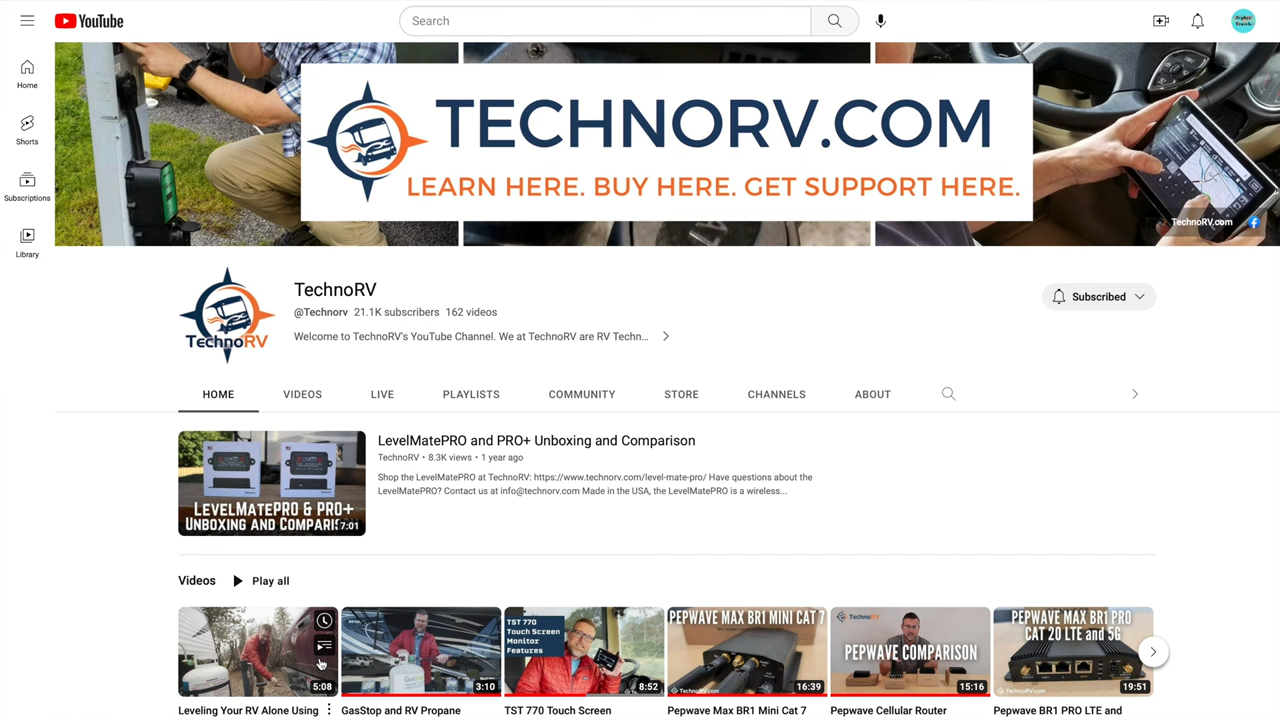 YouTube
Search
Home
Shorts
Subscriptions
Library
TECHNORV.COM
LEARN HERE. BUY HERE. GET SUPPORT HERE.
TechnoRV.com
TechnoRV
TechnoRV
@Technorv 21.1K subscribers 162 videos
Welcome to TechnoRV's YouTube Channel. We at TechnoRV are RV Techn...
Subscribed
HOME VIDEOS LIVE PLAYLISTS COMMUNITY STORE CHANNELS ABOUT
LEVELMATEPRO & PRO+
UNBOXING AND COMPARIS
7:01
LevelMatePRO and PRO+ Unboxing and Comparison
TechnoRV • 8.3K views • 1 year ago
Shop the LevelMatePRO at TechnoRV: https://www.technorv.com/level-mate-pro/ Have questions about the
LevelMatePRO? Contact us at info@technorv.com Made in the USA, the LevelMatePRO is a wireless...
Videos Play all
5:08
Leveling Your RV Alone Using
3:10
GasStop and RV Propane
TST 770
Touch Screen
Monitor
Features
8:52
TST 770 Touch Screen
PEPWAVE MAX BR1 MINI CAT 7
TechnoRV.com
16:39
Pepwave Max BR1 Mini Cat 7
TechnoRV
PEPWAVE COMPARISON
15:16
Pepwave Cellular Router
PEPWAVE MAX BR1 PRO
CAT 20 LTE AND 5G
TechnoRV.com
19:51
Pepwave BR1 PRO LTE and